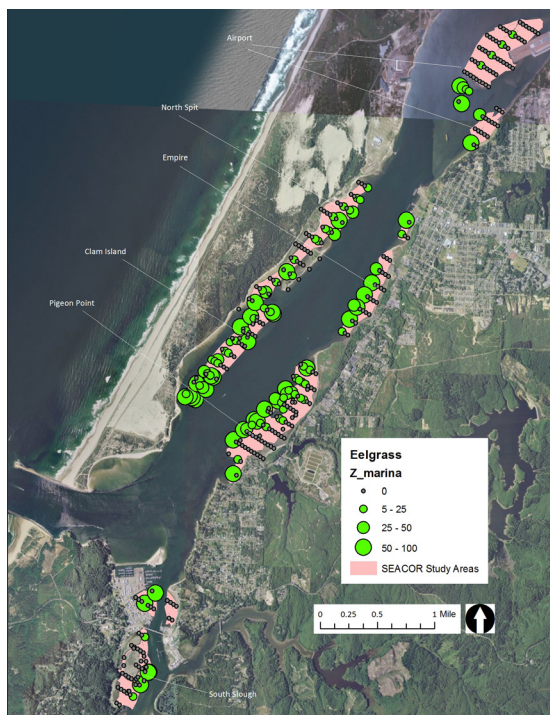 Airport
North Spit
Empire
Clam Island
Pigeon Point
South Slough
Eelgrass
Z_marina
0
5 - 25
25 - 50
50 - 100
SEACOR Study Areas
0 0.25 0.5 1 Mile